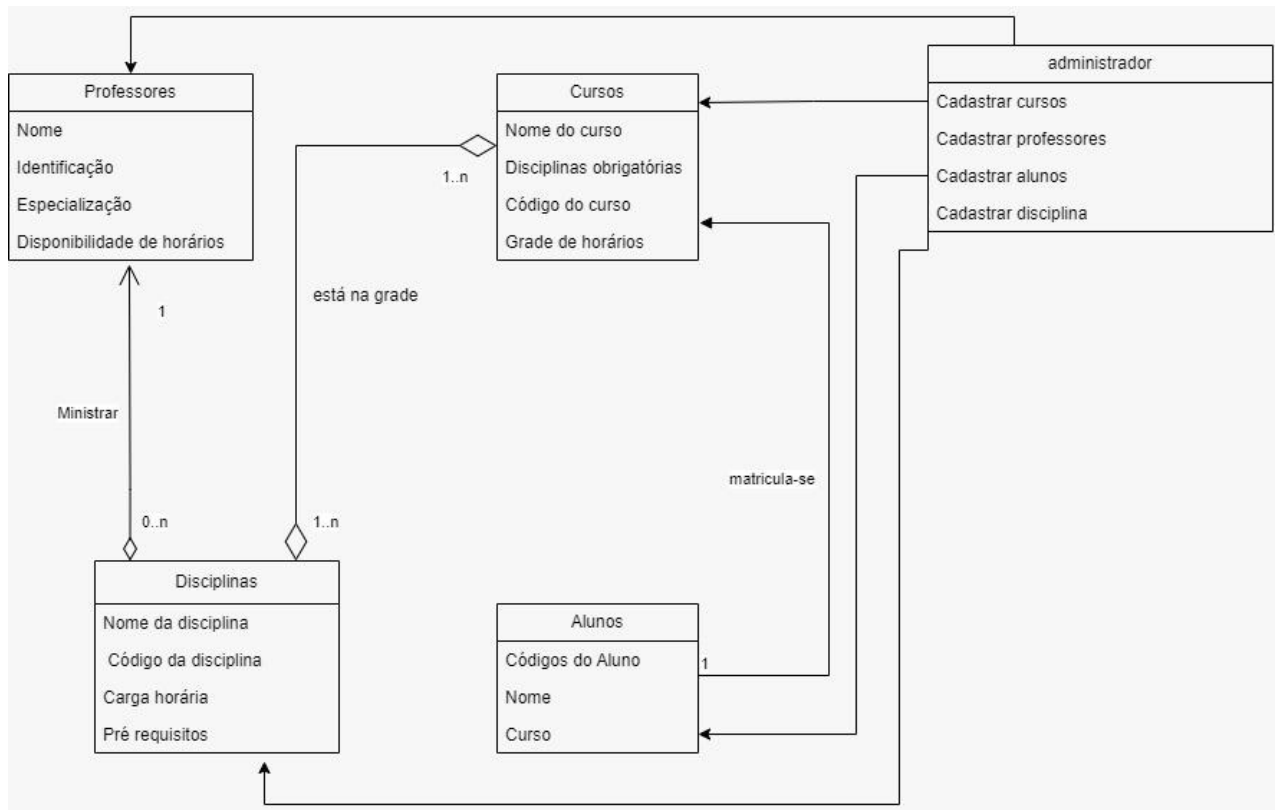 Professores
Nome
Identificação
Especialização
Disponibilidade de horários
Cursos
Nome do curso
Disciplinas obrigatórias
Código do curso
Grade de horários
administrador
Cadastrar cursos
Cadastrar professores
Cadastrar alunos
Cadastrar disciplina
1..n
está na grade
1
Ministrar
matricula-se
0..n
1..n
Disciplinas
Nome da disciplina
Código da disciplina
Carga horária
Pré requisitos
Alunos
Códigos do Aluno
Nome
Curso
1